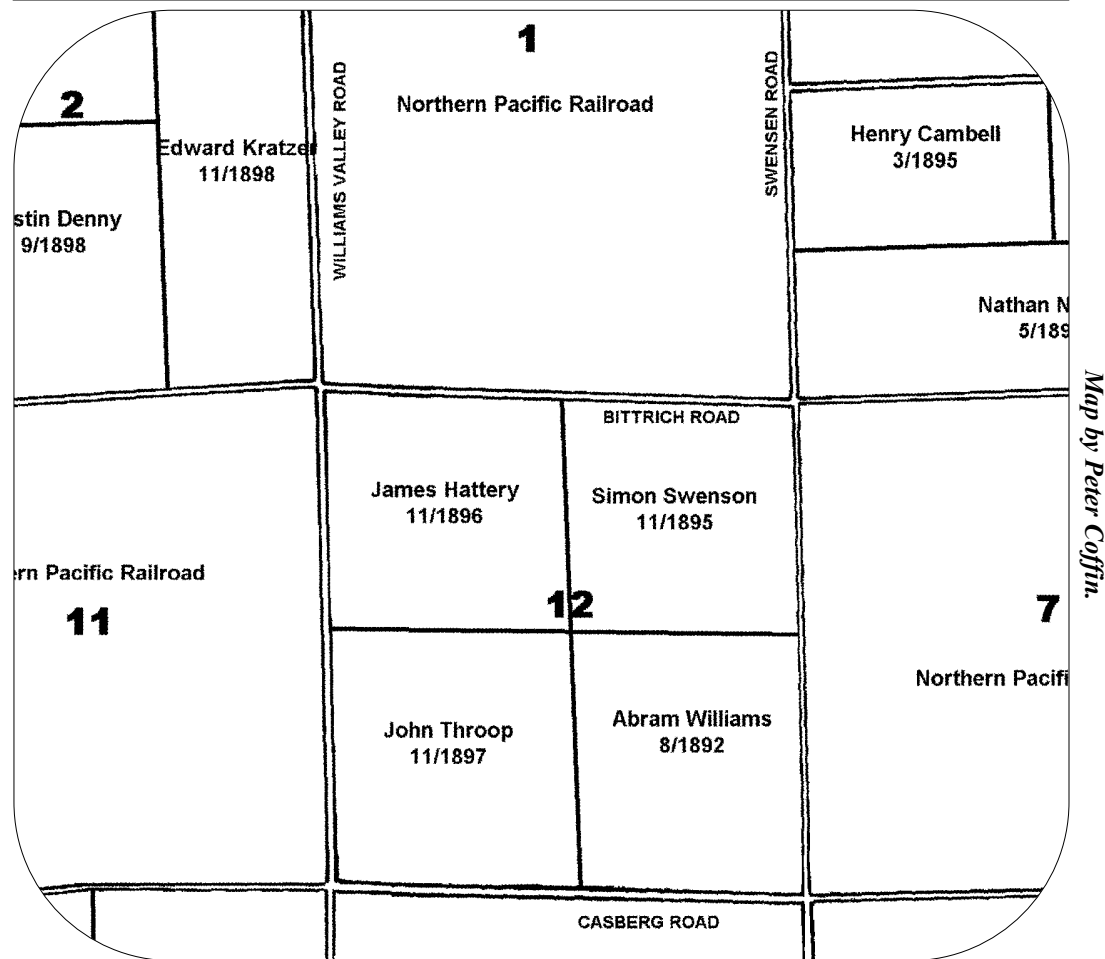 1
Northern Pacific Railroad
2
WILLIAMS VALLEY ROAD
SWENSEN ROAD
Edward Kratzer
11/1898
Henry Cambell
3/1895
stin Denny
9/1898
Nathan N
5/189
BITTRICH ROAD
James Hattery
11/1896
Simon Swenson
11/1895
ern Pacific Railroad
11
12
7
Northern Pacifi
John Throop
11/1897
Abram Williams
8/1892
CASBERG ROAD
Map by Peter Coffin.